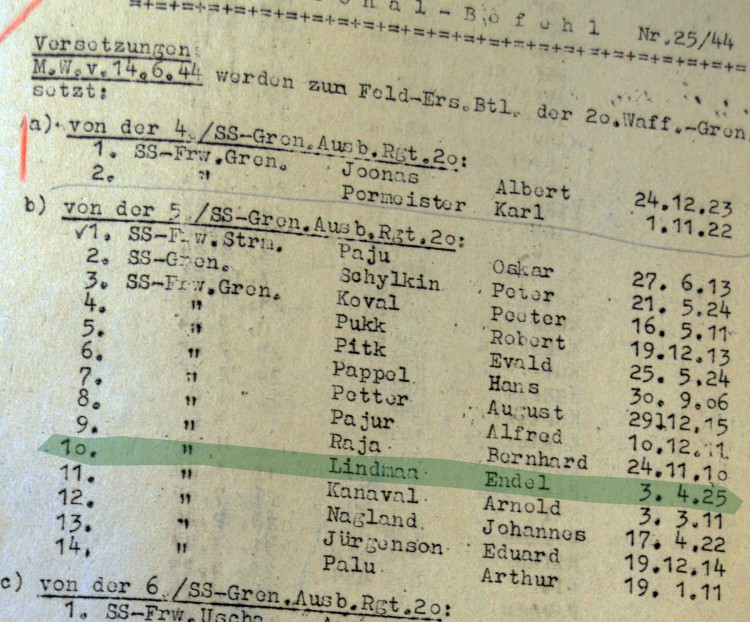 o n a l - B e f e h l Nr.25/44
=+=+=+=+=+=+=+=+=+=+=+=+=+=+=+=+=+=+=+=
Versetzungen:
M.W.v.14.6.44 werden zum Feld-Ers.Btl. der 2o.Waff.-Gren.
setzt:
a) von der 4./SS-Gren.Ausb.Rgt.2o:
1. SS-Frw.Gren. Joonas Albert 24.12.23
2. " Permeister Karl 1.11.22
b) von der 5./SS-Gren.Ausb.Rgt.2o:
✓1. SS-Frw.Strm. Paju Oskar 27. 6.13
2. SS-Gren. Schylkin Peter 21. 5.24
3. SS-Frw.Gren. Koval Peeter 16. 5.11
4. " Pukk Robert 19.12.13
5. " Pitk Evald 25. 5.24
6. " Pappel Hans 3o. 9.o6
7. " Petter August 29112.15
8. " Pajur Alfred 1o.12.11
9. " Raja Bernhard 24.11.1o
1o. " Lindmaa Endel 3. 4.25
11. " Kanaval Arnold 3. 3.11
12. " Nagland Johannes 17. 4.22
13. " Jürgenson Eduard 19.12.14
14. " Palu Arthur 19. 1.11
c) von der 6./SS-Gren.Ausb.Rgt.2o:
1. SS-Frw.Uscha.